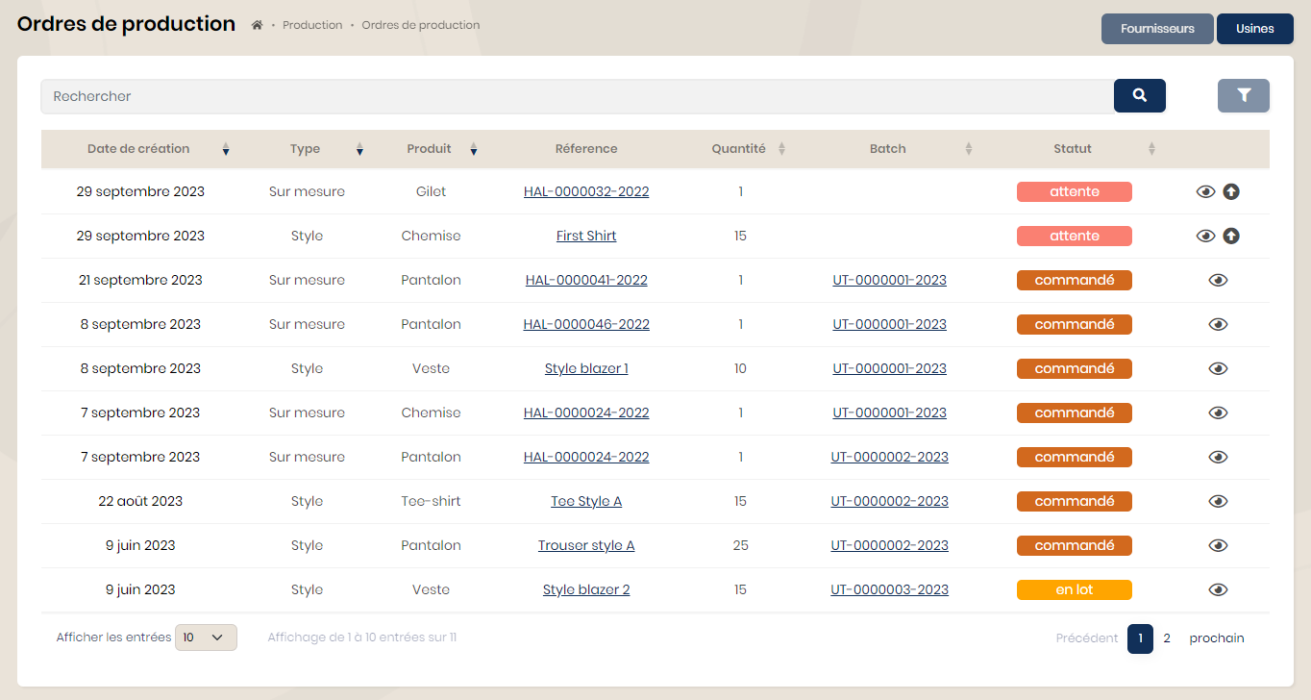 Ordres de production • Production • Ordres de production
Fournisseurs Usines
Rechercher
Date de création Type Produit Réference Quantité Batch Statut
29 septembre 2023 Sur mesure Gilet HAL-0000032-2022 1 attente
29 septembre 2023 Style Chemise First Shirt 15 attente
21 septembre 2023 Sur mesure Pantalon HAL-0000041-2022 1 UT-0000001-2023 commandé
8 septembre 2023 Sur mesure Pantalon HAL-0000046-2022 1 UT-0000001-2023 commandé
8 septembre 2023 Style Veste Style blazer 1 10 UT-0000001-2023 commandé
7 septembre 2023 Sur mesure Chemise HAL-0000024-2022 1 UT-0000001-2023 commandé
7 septembre 2023 Sur mesure Pantalon HAL-0000024-2022 1 UT-0000002-2023 commandé
22 août 2023 Style Tee-shirt Tee Style A 15 UT-0000002-2023 commandé
9 juin 2023 Style Pantalon Trouser style A 25 UT-0000002-2023 commandé
9 juin 2023 Style Veste Style blazer 2 15 UT-0000003-2023 en lot
Afficher les entrées 10 Affichage de 1 à 10 entrées sur 11 Précédent 1 2 prochain